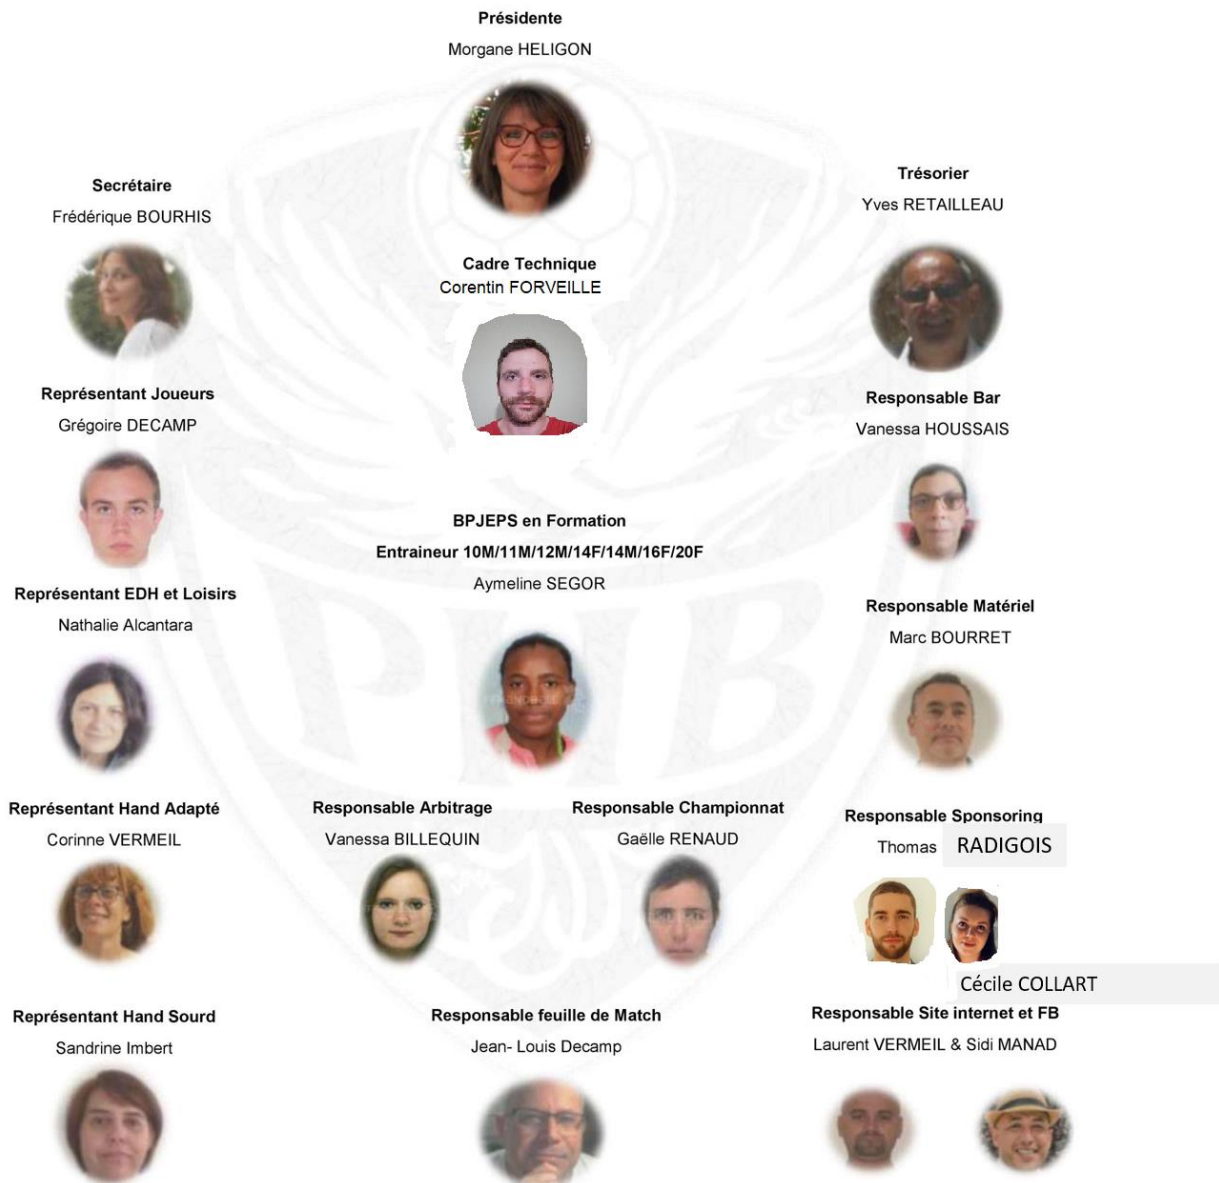 Présidente
Morgane HELIGON
Secrétaire
Frédérique BOURHIS
Trésorier
Yves RETAILLEAU
Cadre Technique
Corentin FORVEILLE
Représentant Joueurs
Grégoire DECAMP
Responsable Bar
Vanessa HOUSSAIS
BPJEPS en Formation
Entraineur 10M/11M/12M/14F/14M/16F/20F
Aymeline SEGOR
Représentant EDH et Loisirs
Nathalie Alcantara
Responsable Matériel
Marc BOURRET
Représentant Hand Adapté
Corinne VERMEIL
Responsable Arbitrage
Vanessa BILLEQUIN
Responsable Championnat
Gaëlle RENAUD
Responsable Sponsoring
Thomas RADIGOIS
Cécile COLLART
Représentant Hand Sourd
Sandrine Imbert
Responsable feuille de Match
Jean- Louis Decamp
Responsable Site internet et FB
Laurent VERMEIL & Sidi MANAD
PHB